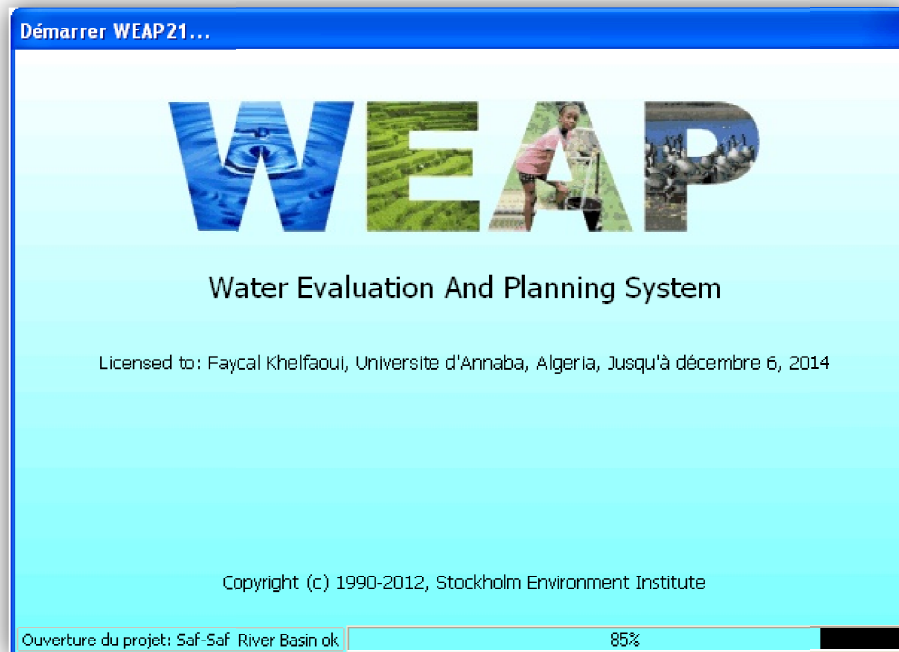 Démarrer WEAP21...
WEAP
Water Evaluation And Planning System
Licensed to: Faycal Khelfaoui, Universite d'Annaba, Algeria, Jusqu'à décembre 6, 2014
Copyright (c) 1990-2012, Stockholm Environment Institute
Ouverture du projet: Saf-Saf River Basin ok 85%